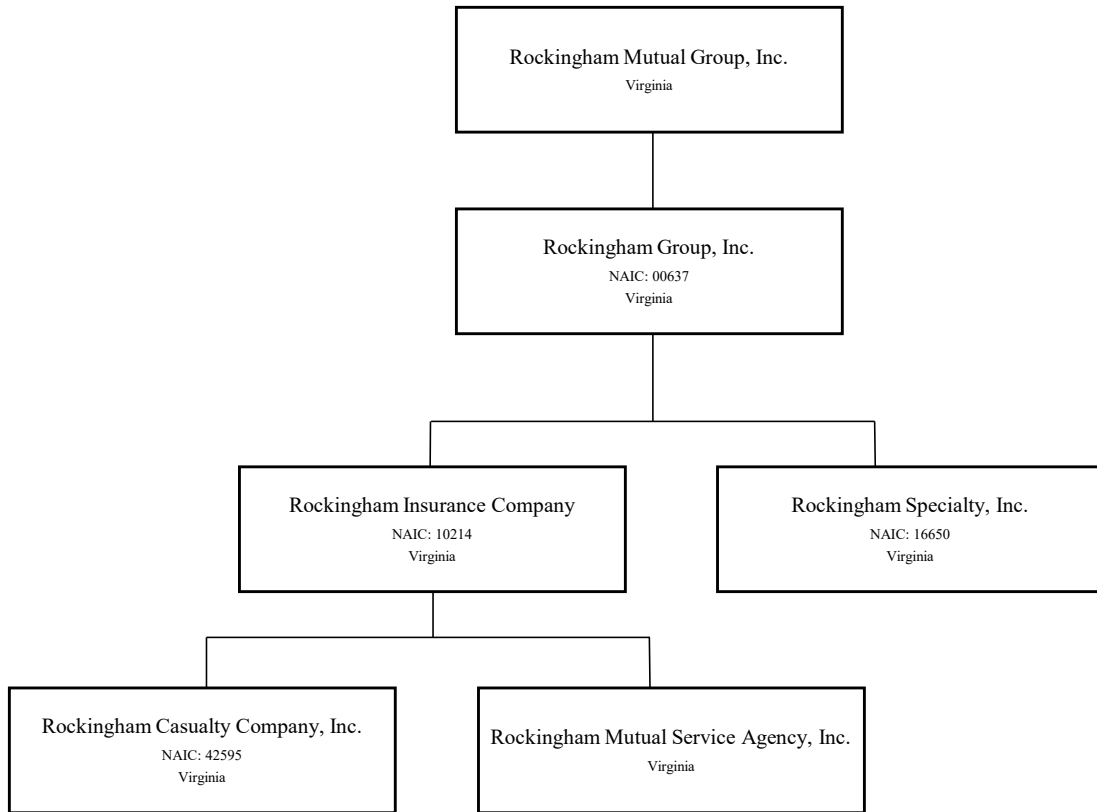 Rockingham Mutual Group, Inc.
Virginia
Rockingham Group, Inc.
NAIC: 00637
Virginia
Rockingham Insurance Company
NAIC: 10214
Virginia
Rockingham Specialty, Inc.
NAIC: 16650
Virginia
Rockingham Casualty Company, Inc.
NAIC: 42595
Virginia
Rockingham Mutual Service Agency, Inc.
Virginia